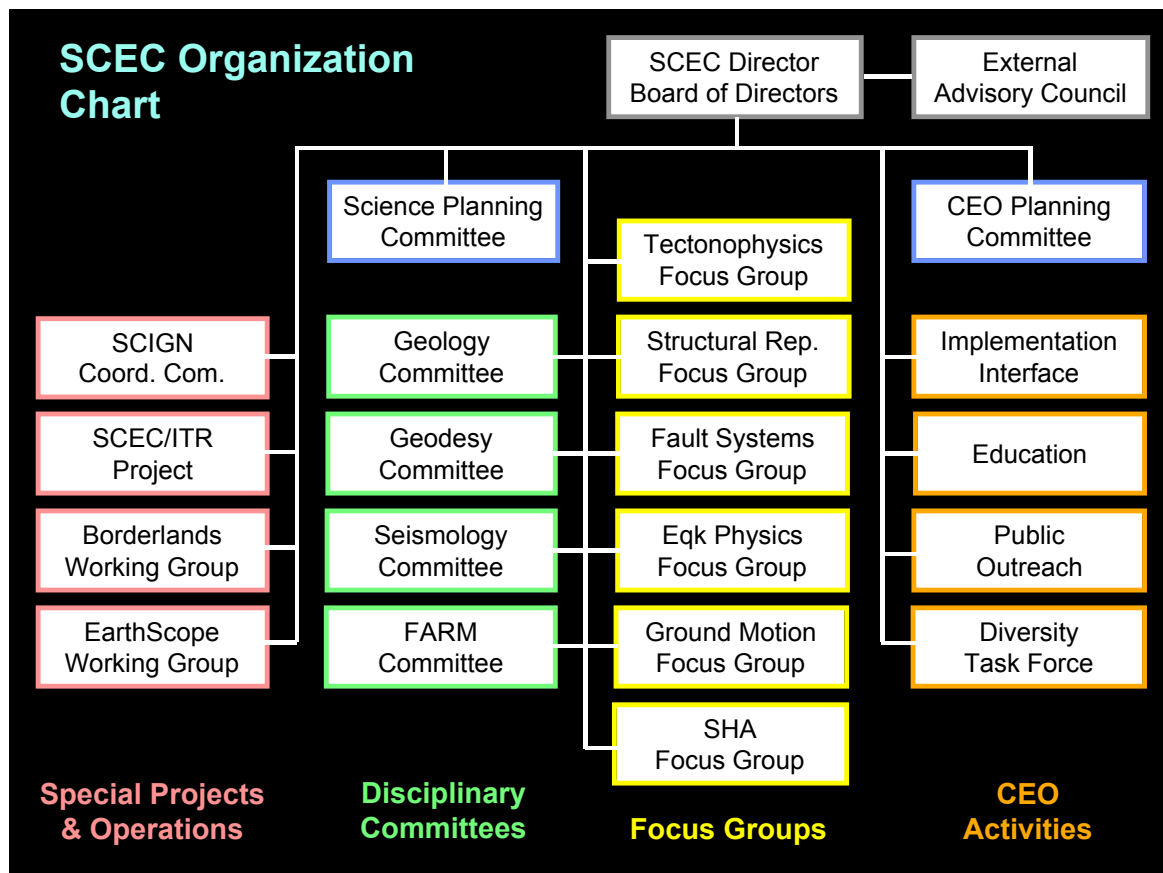 SCEC Organization
Chart
SCEC Director
Board of Directors
External
Advisory Council
Science Planning
Committee
CEO Planning
Committee
Tectonophysics
Focus Group
SCIGN
Coord. Com.
Geology
Committee
Structural Rep.
Focus Group
Implementation
Interface
SCEC/ITR
Project
Geodesy
Committee
Fault Systems
Focus Group
Education
Borderlands
Working Group
Seismology
Committee
Eqk Physics
Focus Group
Public
Outreach
EarthScope
Working Group
FARM
Committee
Ground Motion
Focus Group
Diversity
Task Force
SHA
Focus Group
Special Projects
& Operations
Disciplinary
Committees
Focus Groups
CEO
Activities